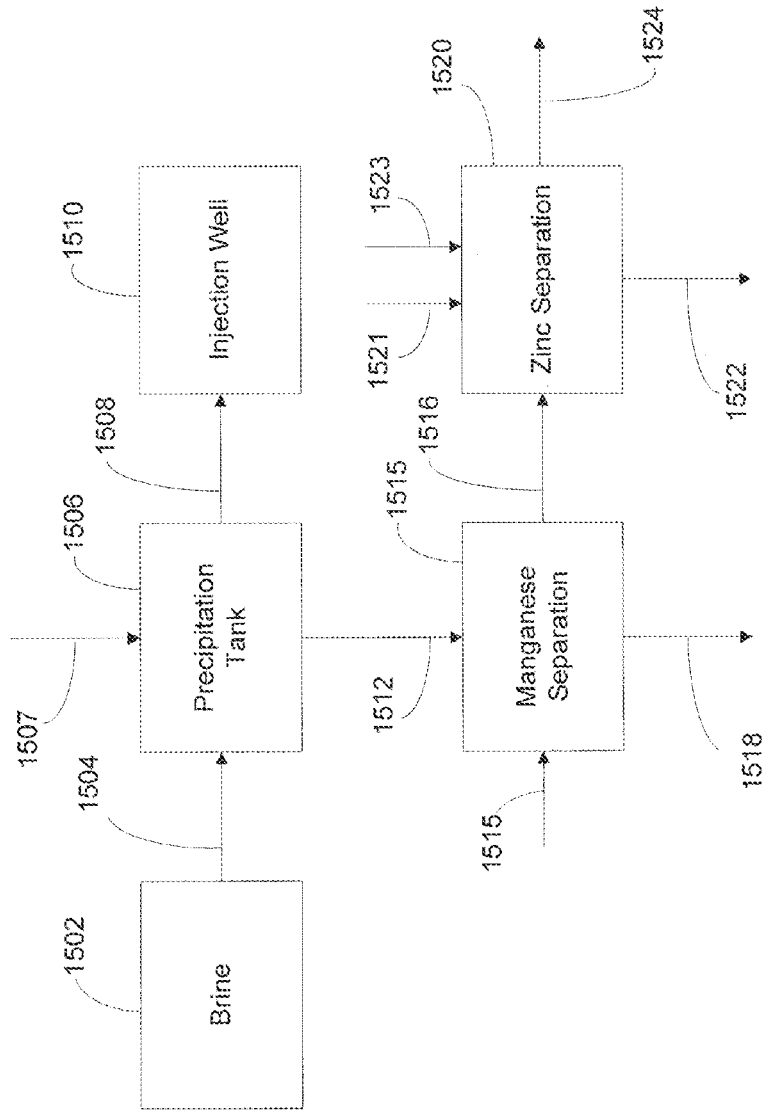 1507
1502
1506
1510
1504
1508
Brine
Precipitation
Tank
Injection Well
1512
1515
1516
1521
1523
1520
Manganese
Separation
Zinc Separation
1515
1524
1518
1522